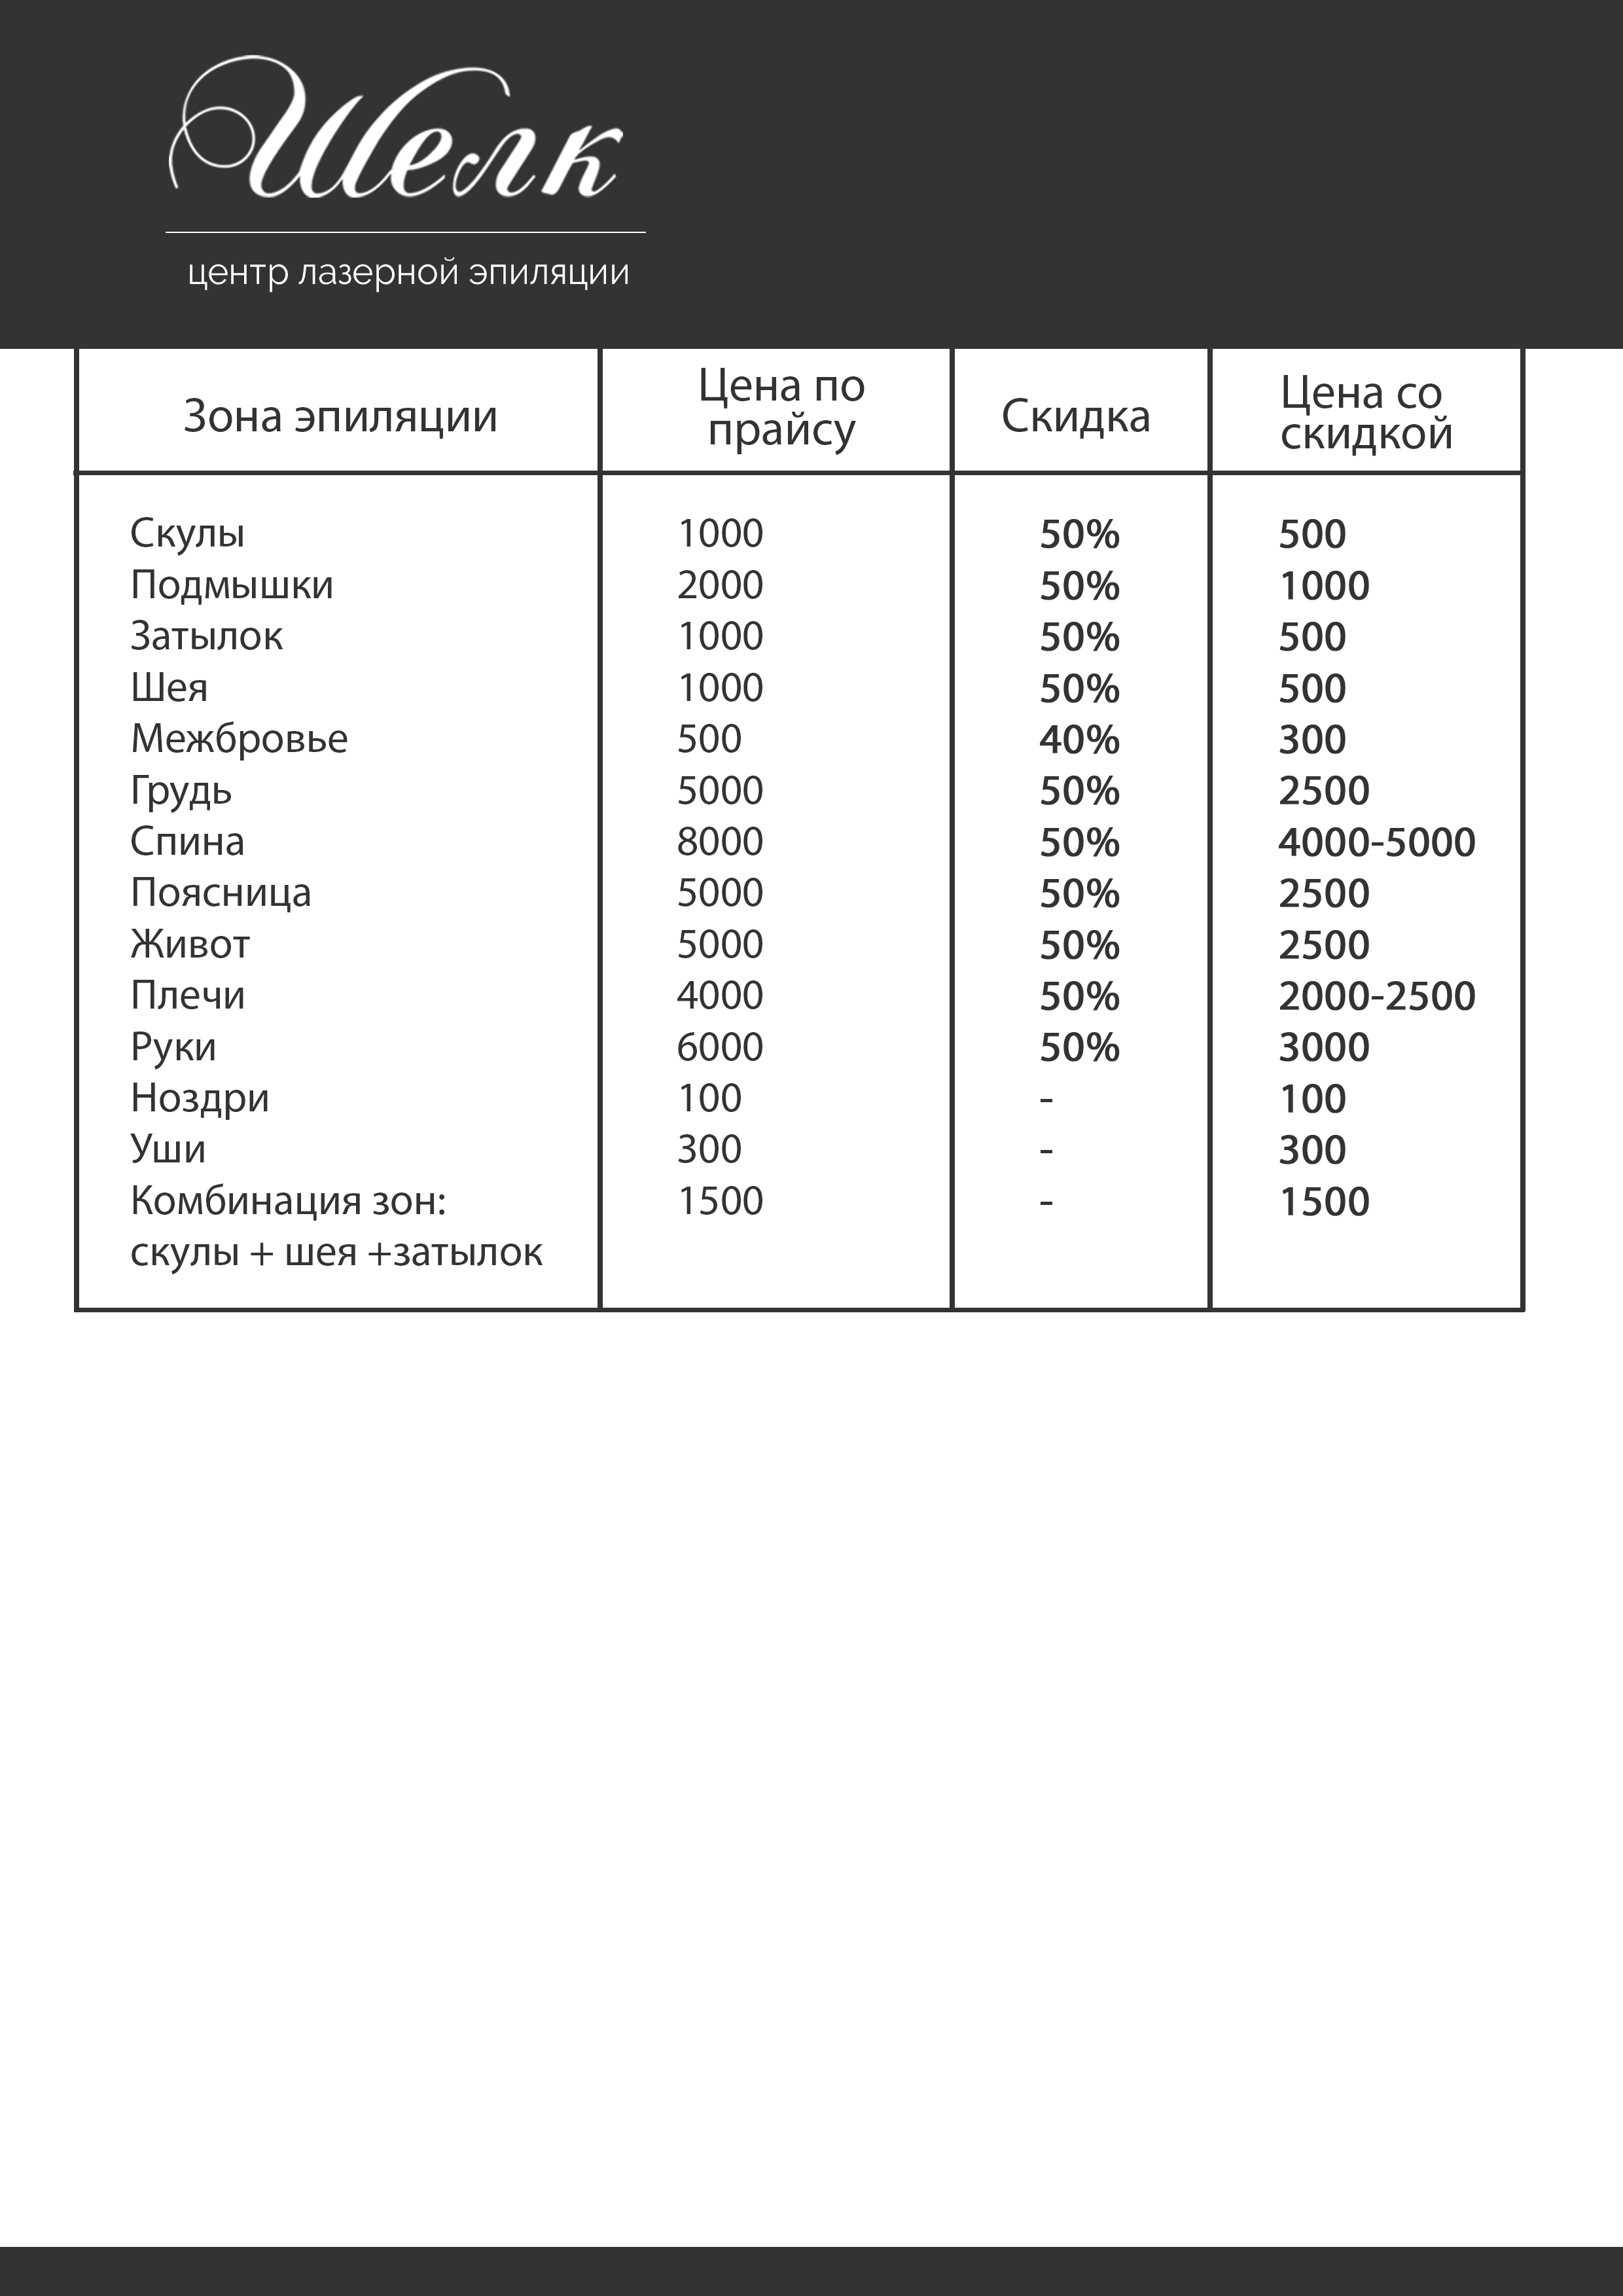 Шелк
центр лазерной эпиляции
Зона эпиляции Цена по прайсу Скидка Цена со скидкой
Скулы 1000 50% 500
Подмышки 2000 50% 1000
Затылок 1000 50% 500
Шея 1000 50% 500
Межбровье 500 40% 300
Грудь 5000 50% 2500
Спина 8000 50% 4000-5000
Поясница 5000 50% 2500
Живот 5000 50% 2500
Плечи 4000 50% 2000-2500
Руки 6000 50% 3000
Ноздри 100 - 100
Уши 300 - 300
Комбинация зон: 1500 - 1500
скулы + шея +затылок